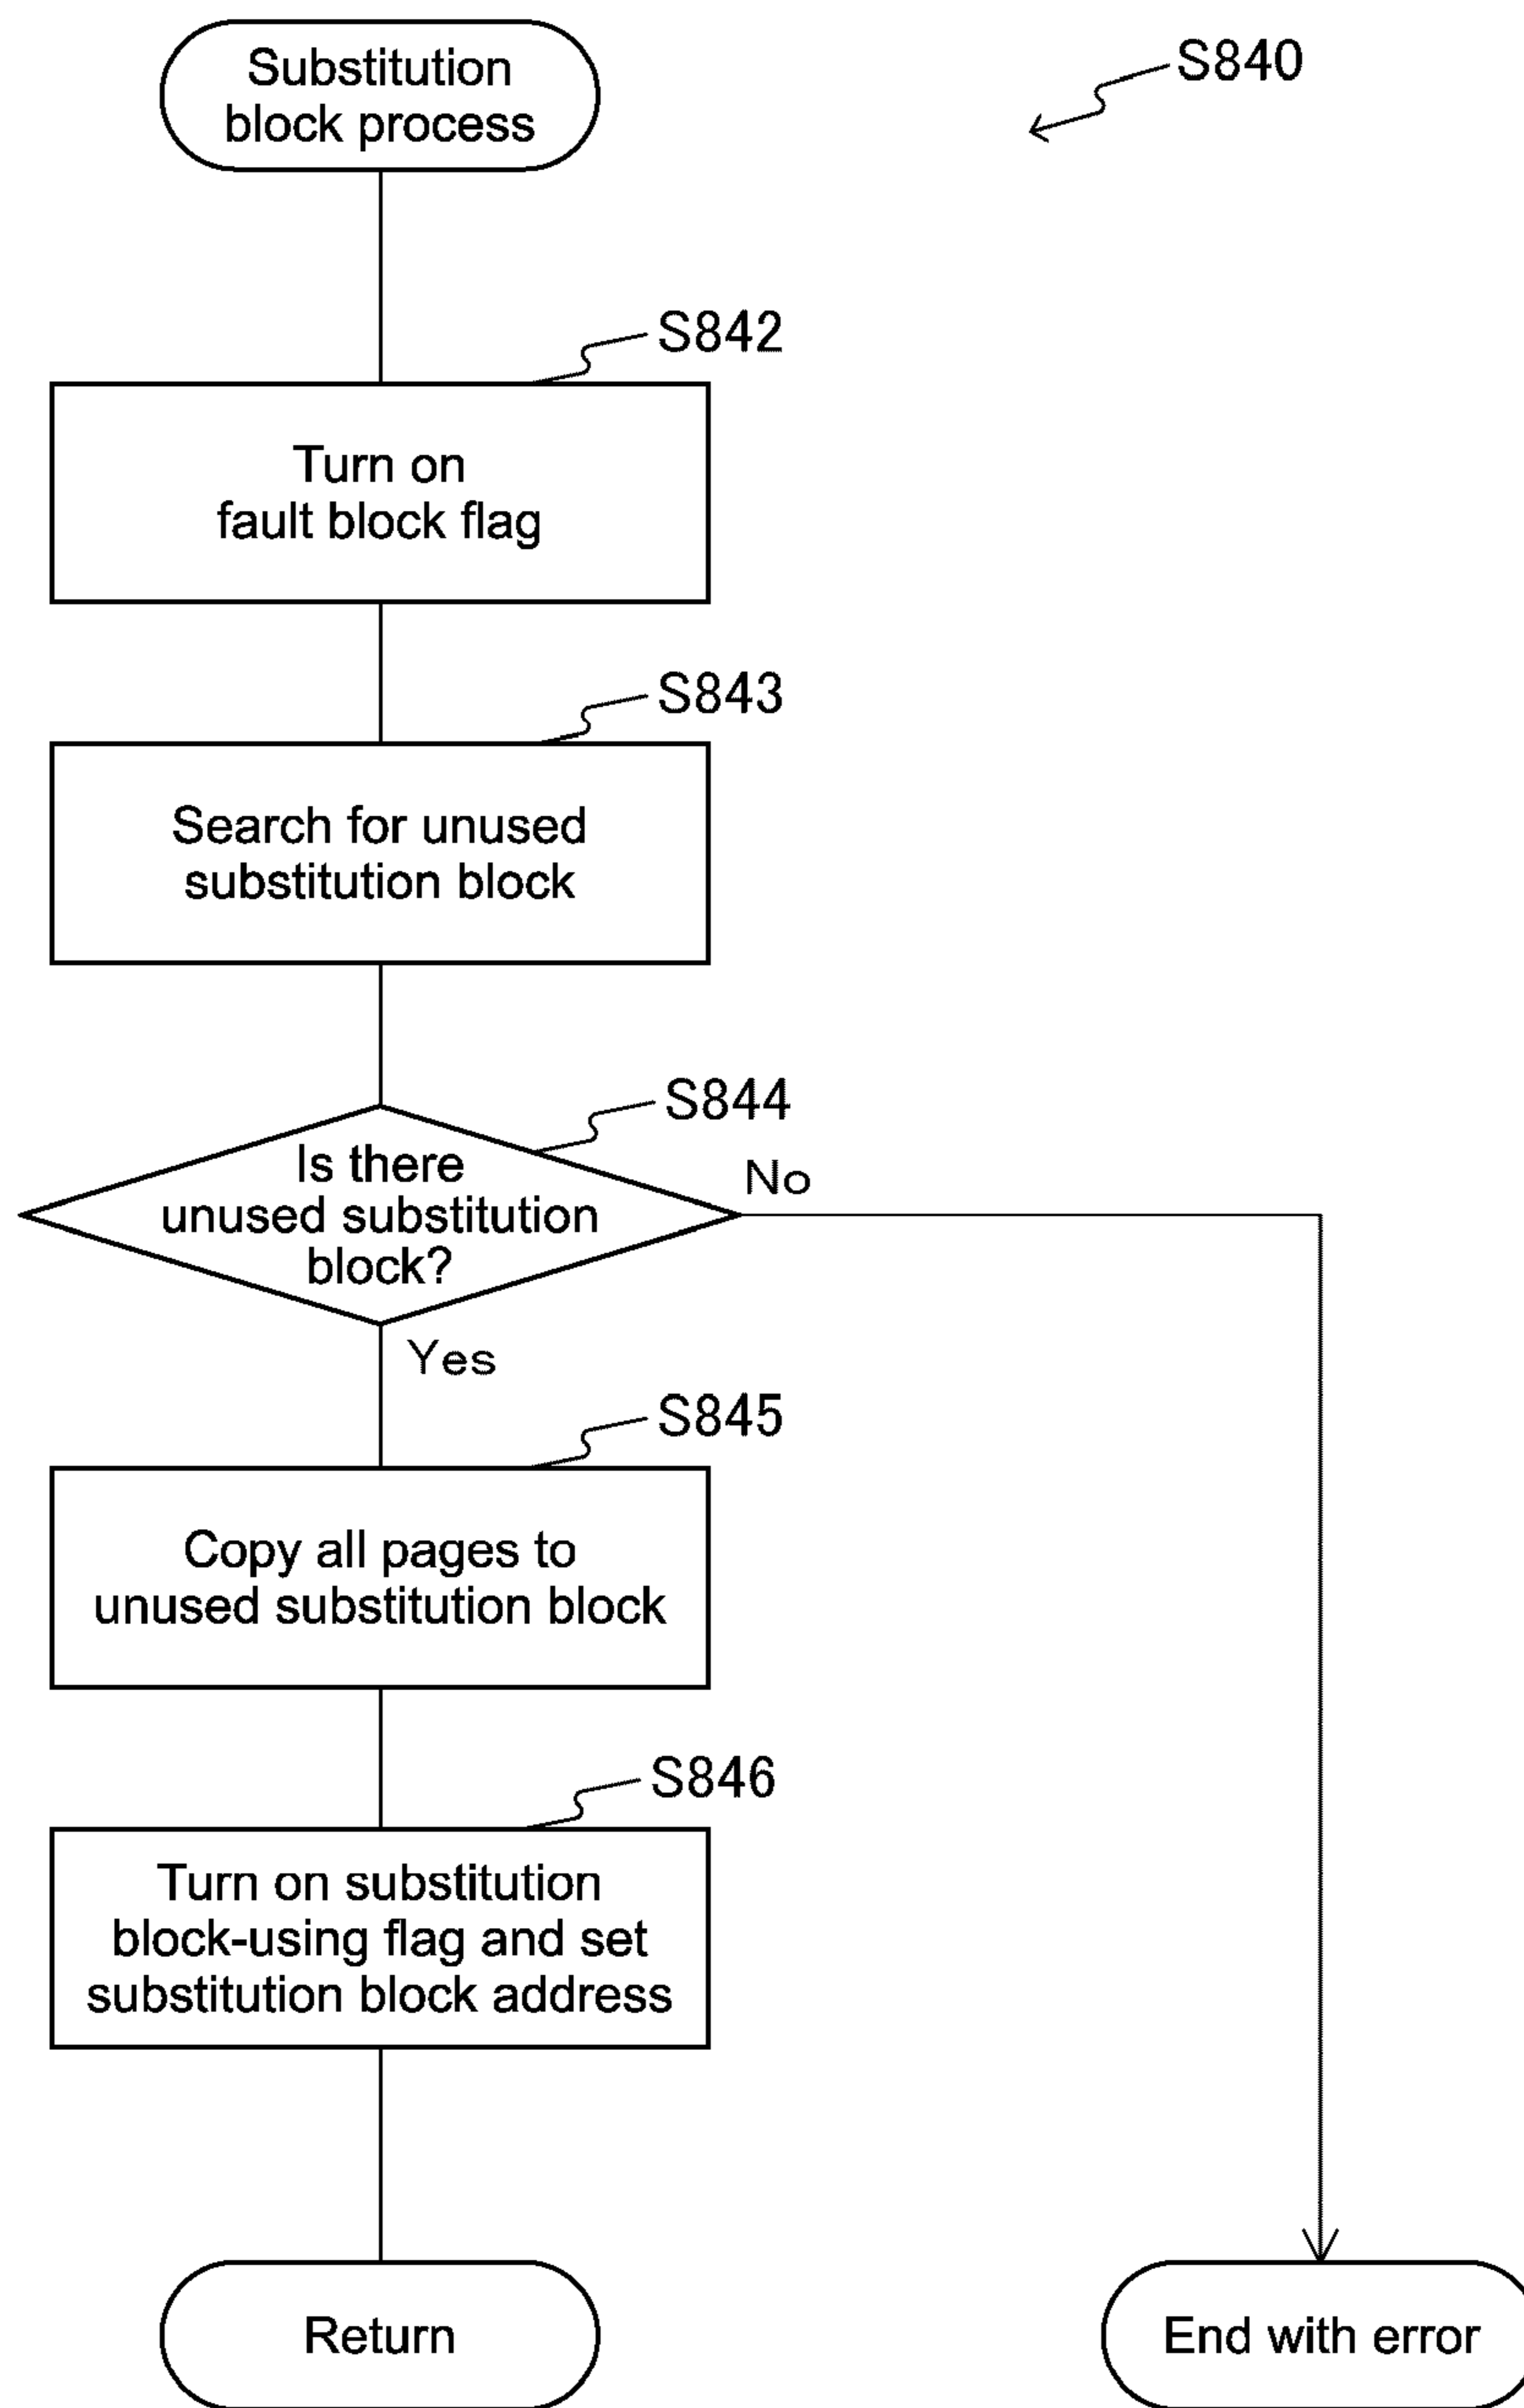 Substitution
block process
S840
S842
Turn on
fault block flag
S843
Search for unused
substitution block
S844
Is there
unused substitution
block?
No
Yes
S845
Copy all pages to
unused substitution block
S846
Turn on substitution
block-using flag and set
substitution block address
Return
End with error